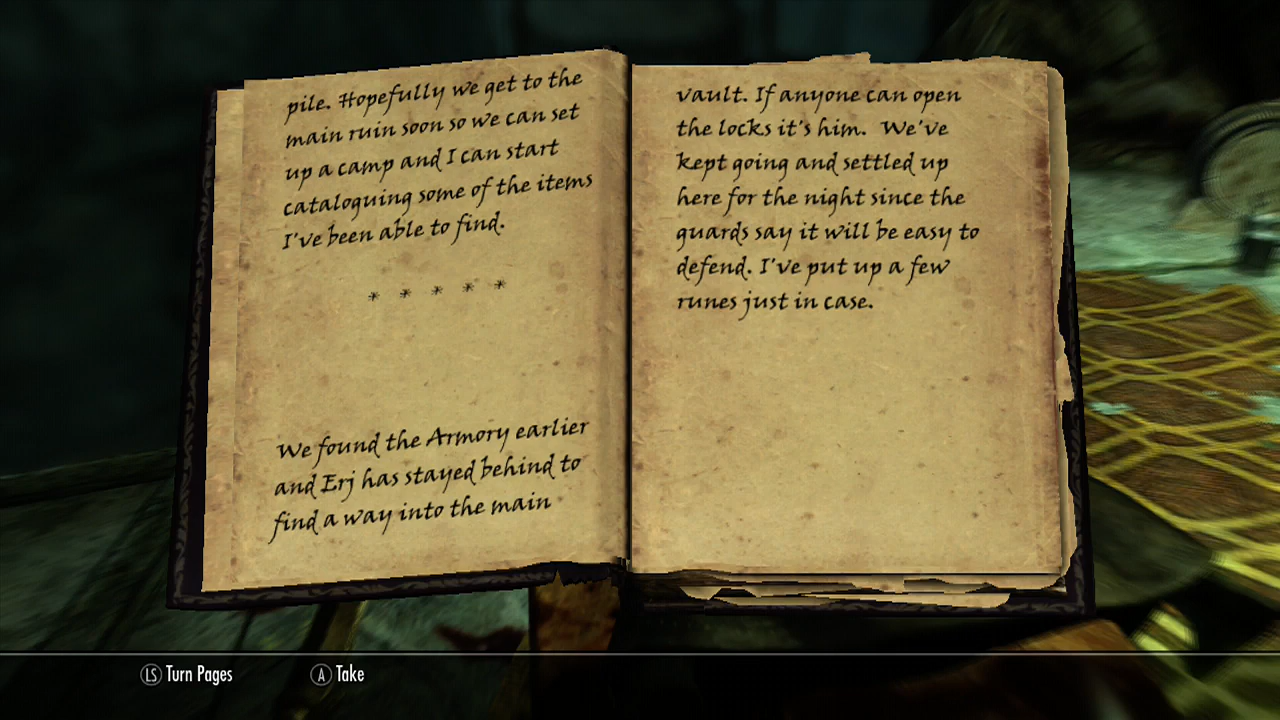 pile. Hopefully we get to the
main ruin soon so we can set
up a camp and I can start
cataloguing some of the items
I've been able to find.
* * * * *
We found the Armory earlier
and Erj has stayed behind to
find a way into the main
vault. If anyone can open
the locks it's him. We've
kept going and settled up
here for the night since the
guards say it will be easy to
defend. I've put up a few
runes just in case.
LS Turn Pages
A Take